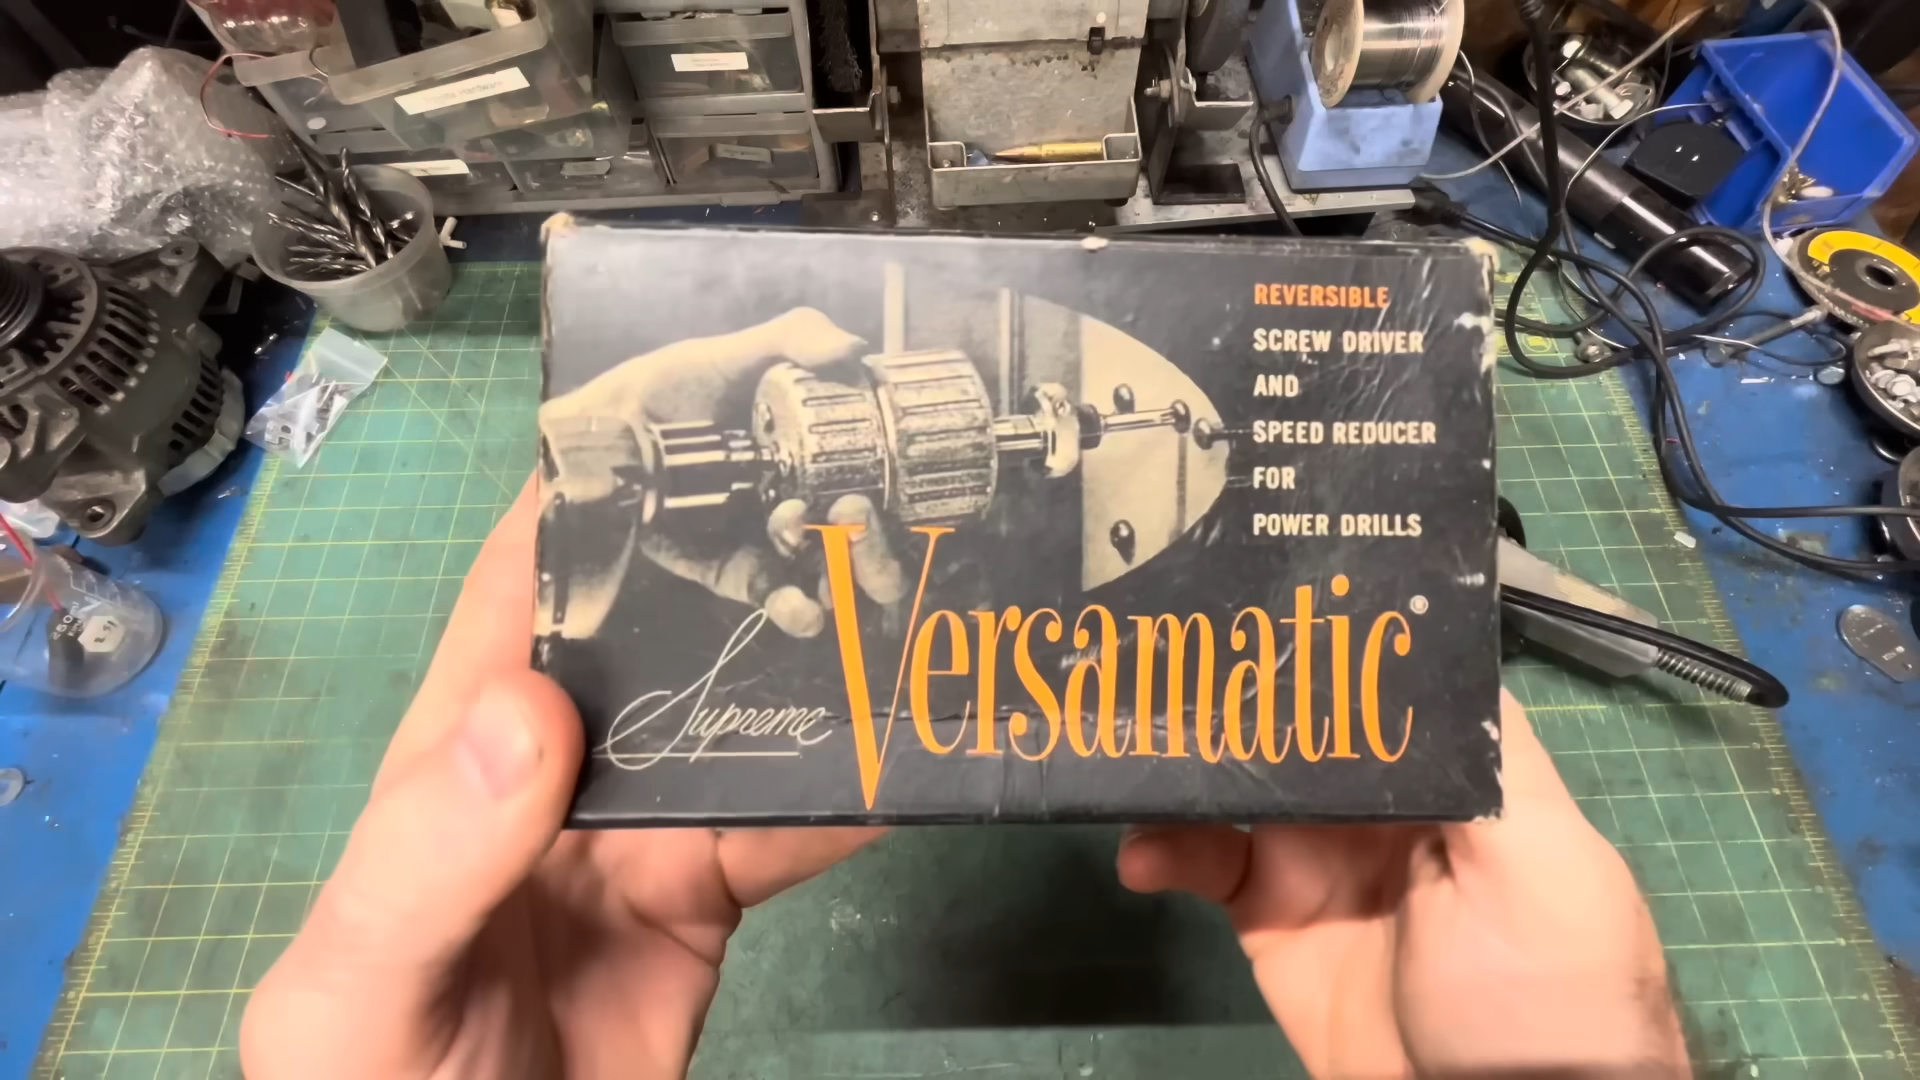 REVERSIBLE
SCREW DRIVER
AND
SPEED REDUCER
FOR
POWER DRILLS
Supreme Versamatic®